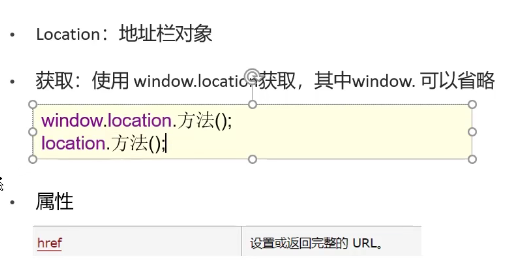 Location：地址栏对象
获取：使用 window.location获取，其中window. 可以省略
window.location.方法();
location.方法();
属性
href 设置或返回完整的 URL。